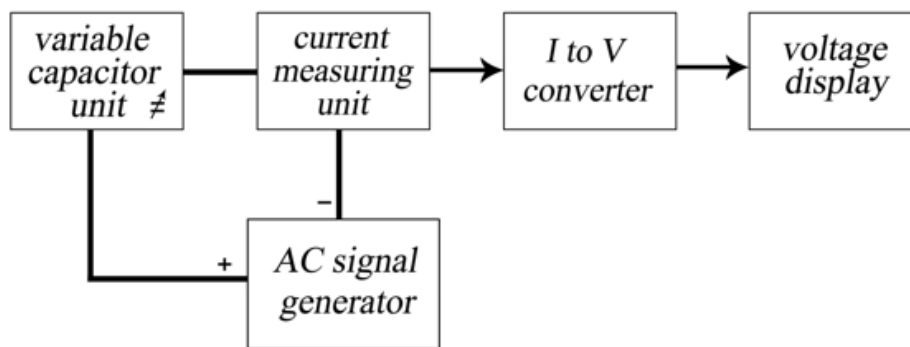 variable
capacitor
unit
current
measuring
unit
I to V
converter
voltage
display
−
+
AC signal
generator